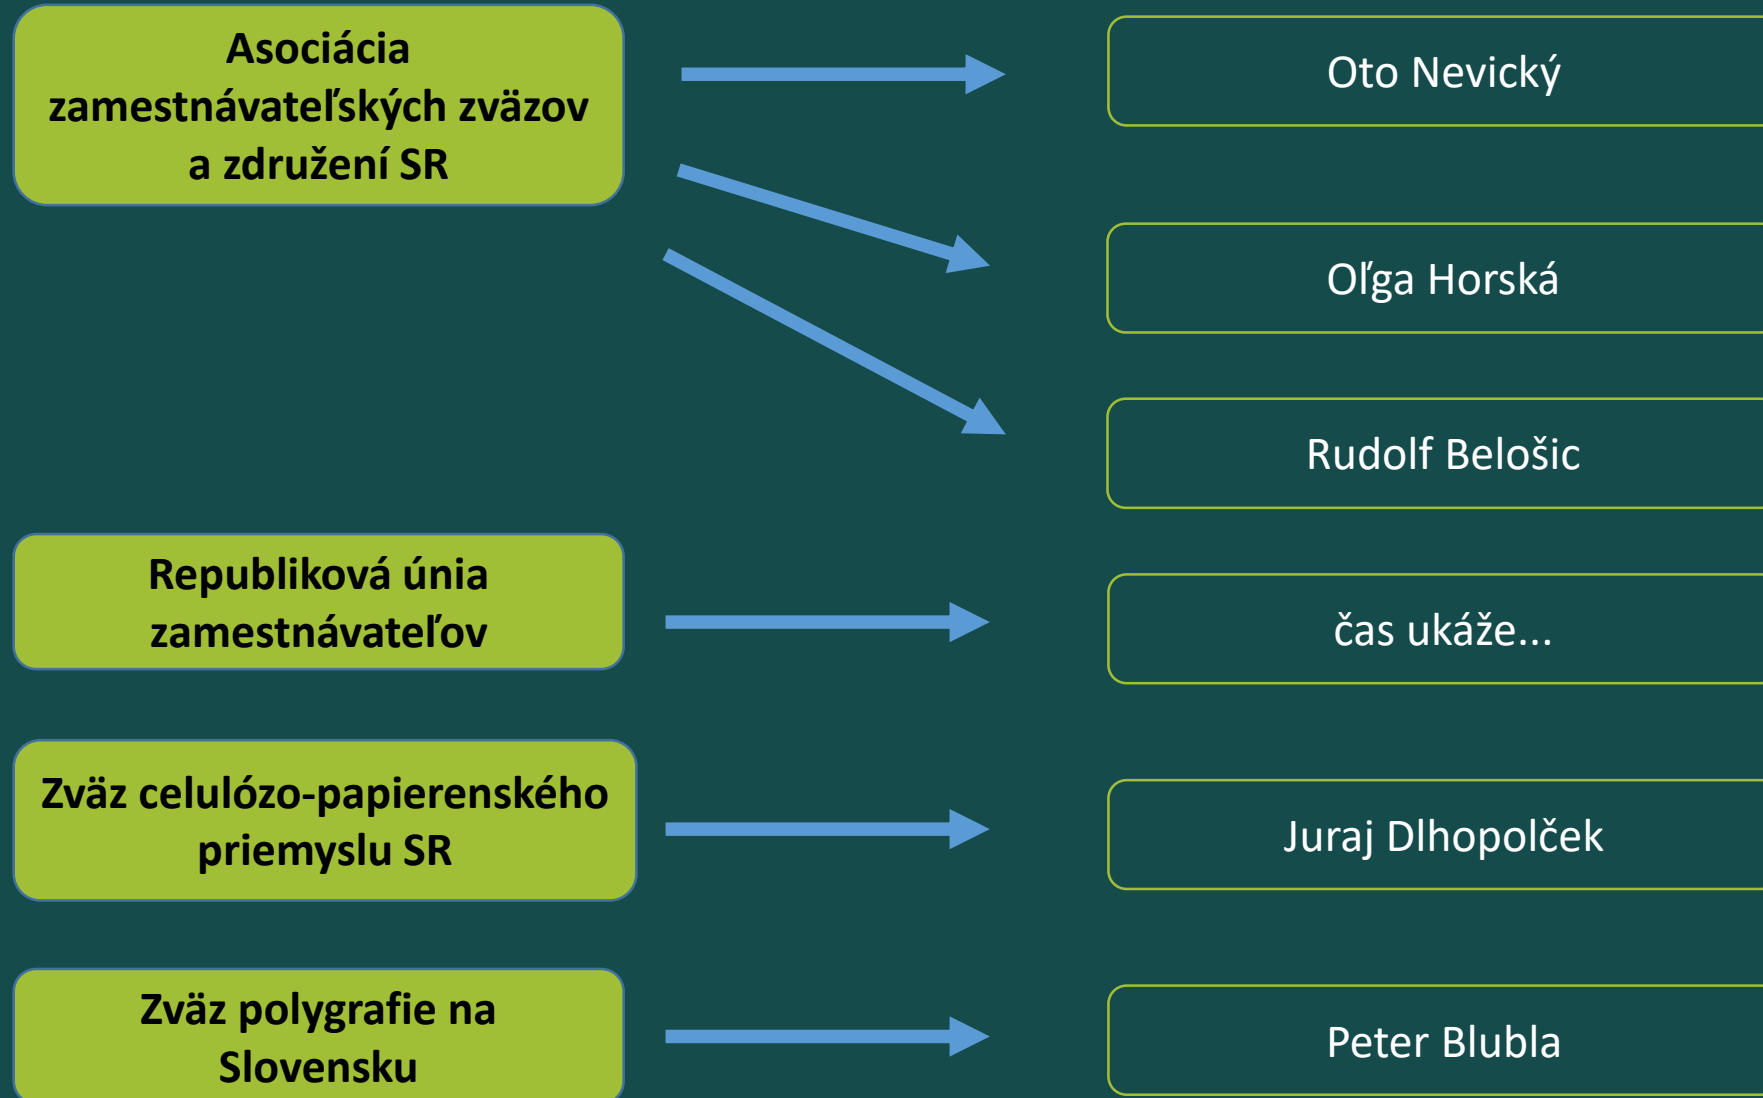 Asociácia
zamestnávateľských zväzov
a združení SR
Oto Nevický
Oľga Horská
Rudolf Belošic
Republiková únia
zamestnávateľov
čas ukáže...
Zväz celulózo-papierenského
priemyslu SR
Juraj Dlhopolček
Zväz polygrafie na
Slovensku
Peter Blubla